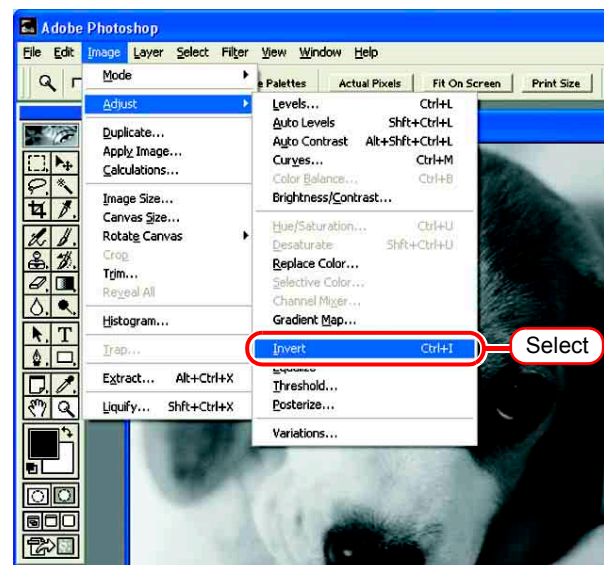 Adobe Photoshop
File Edit Image Layer Select Filter View Window Help
Palettes Actual Pixels Fit On Screen Print Size
Mode
Adjust
Duplicate...
Apply Image...
Calculations...
Image Size...
Canvas Size...
Rotate Canvas
Crop
Trim...
Reveal All
Histogram...
Trap...
Extract... Alt+Ctrl+X
Liquify... Shft+Ctrl+X
Levels... Ctrl+L
Auto Levels Shft+Ctrl+L
Auto Contrast Alt+Shft+Ctrl+L
Curves... Ctrl+M
Color Balance... Ctrl+B
Brightness/Contrast...
Hue/Saturation... Ctrl+U
Desaturate Shft+Ctrl+U
Replace Color...
Selective Color...
Channel Mixer...
Gradient Map...
Invert Ctrl+I
Select
Equalize
Threshold...
Posterize...
Variations...
T